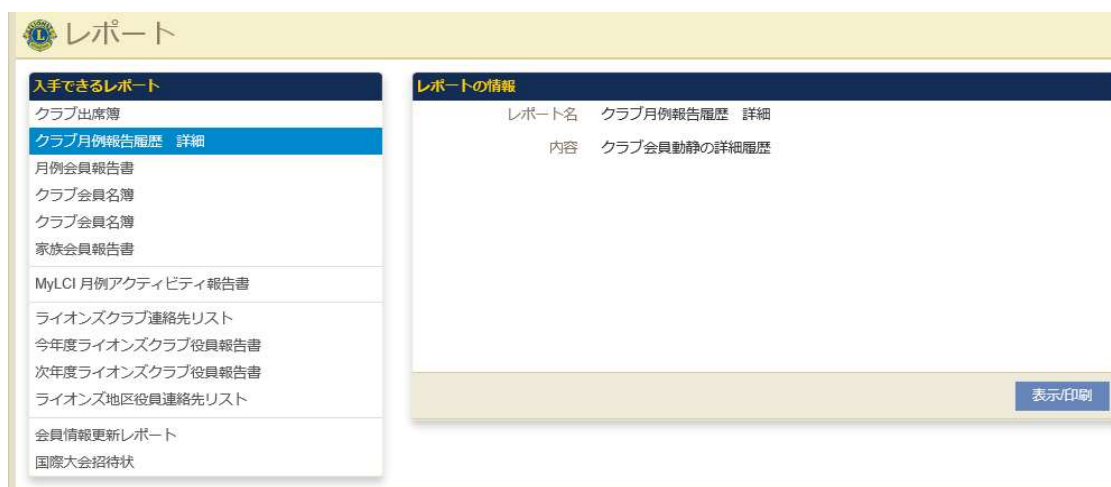 レポート
入手できるレポート
クラブ出席簿
クラブ月例報告履歴　詳細
月例会員報告書
クラブ会員名簿
クラブ会員名簿
家族会員報告書
MyLCI 月例アクティビティ報告書
ライオンズクラブ連絡先リスト
今年度ライオンズクラブ役員報告書
次年度ライオンズクラブ役員報告書
ライオンズ地区役員連絡先リスト
会員情報更新レポート
国際大会招待状
レポートの情報
レポート名　クラブ月例報告履歴　詳細
内容　クラブ会員動静の詳細履歴
表示/印刷